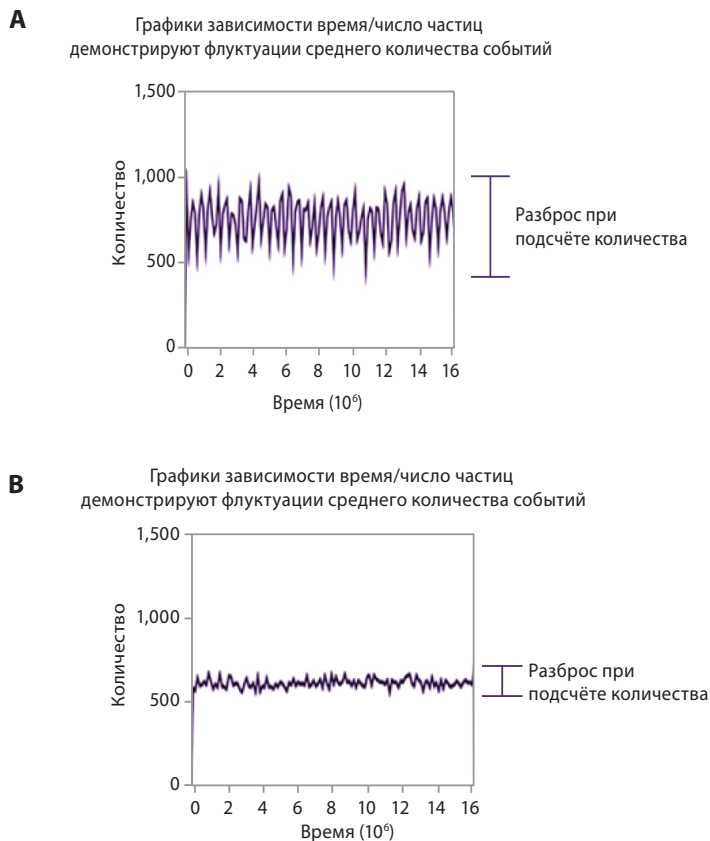 A
Графики зависимости время/число частиц
демонстрируют флуктуации среднего количества событий
1,500
1,000
500
0
Количество
0 2 4 6 8 10 12 14 16
Время (10⁶)
Разброс при
подсчёте количества
B
Графики зависимости время/число частиц
демонстрируют флуктуации среднего количества событий
1,500
1,000
500
0
Количество
0 2 4 6 8 10 12 14 16
Время (10⁶)
Разброс при
подсчёте количества